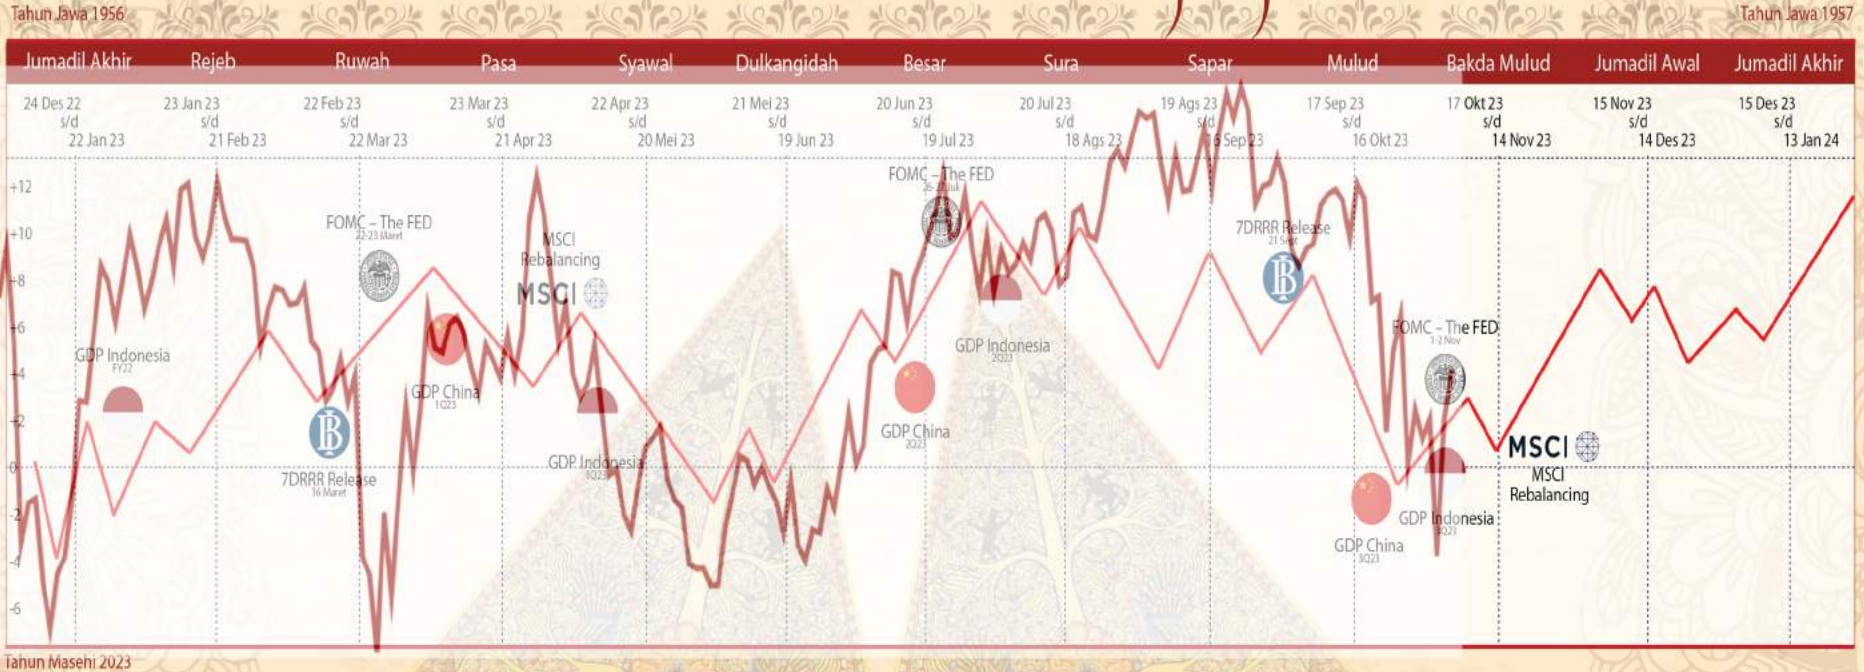 Tahun Jawa 1956
Tahun Jawa 1957
Jumadil Akhir
Rejeb
Ruwah
Pasa
Syawal
Dulkangidah
Besar
Sura
Sapar
Mulud
Bakda Mulud
Jumadil Awal
Jumadil Akhir
24 Des 22
s/d
22 Jan 23
23 Jan 23
s/d
21 Feb 23
22 Feb 23
s/d
22 Mar 23
23 Mar 23
s/d
21 Apr 23
22 Apr 23
s/d
20 Mei 23
21 Mei 23
s/d
19 Jun 23
20 Jun 23
s/d
19 Jul 23
20 Jul 23
s/d
18 Ags 23
19 Ags 23
s/d
16 Sep 23
17 Sep 23
s/d
16 Okt 23
17 Okt 23
s/d
14 Nov 23
15 Nov 23
s/d
14 Des 23
15 Des 23
s/d
13 Jan 24
+12
+10
+8
+6
+4
+2
0
-2
-4
-6
GDP Indonesia
FY22
7DRRR Release
16 Maret
FOMC – The FED
22-23 Maret
GDP China
1Q23
MSCI
Rebalancing
MSCI
GDP Indonesia
1Q23
GDP China
2Q23
FOMC – The FED
26-27 Juli
GDP Indonesia
2Q23
7DRRR Release
21 Sept
GDP China
3Q23
FOMC – The FED
1-2 Nov
GDP Indonesia
3Q23
MSCI
MSCI
Rebalancing
Tahun Masehi 2023